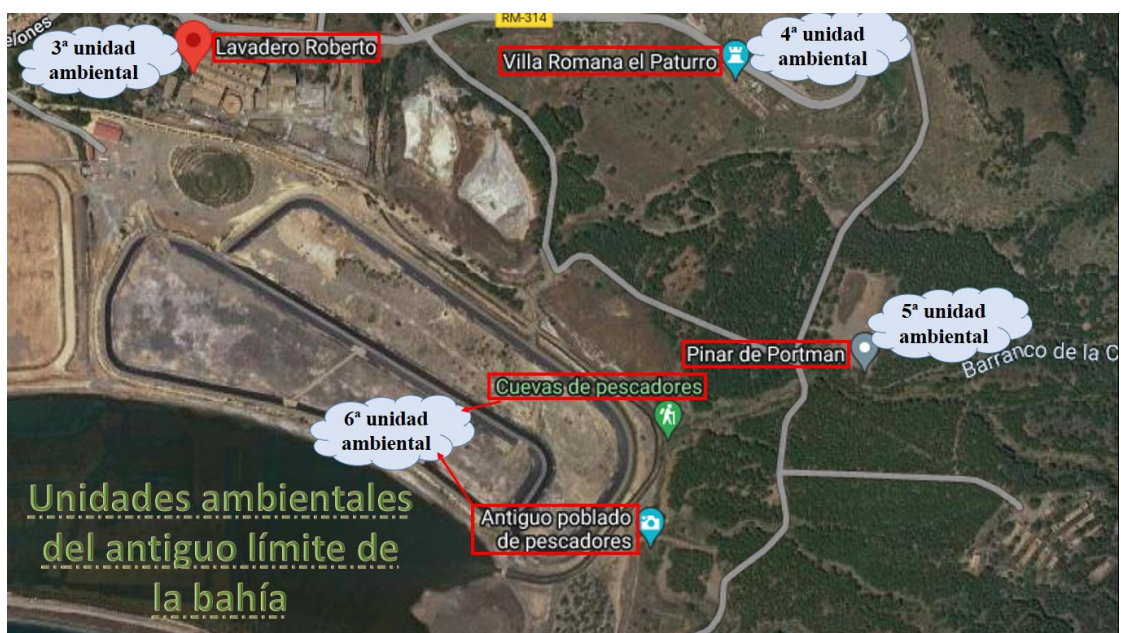 RM-314
elones
3ª unidad
ambiental
Lavadero Roberto
Villa Romana el Paturro
4ª unidad
ambiental
5ª unidad
ambiental
Pinar de Portman
Barranco de la C
Cuevas de pescadores
6ª unidad
ambiental
Antiguo poblado
de pescadores
Unidades ambientales
del antiguo límite de
la bahía